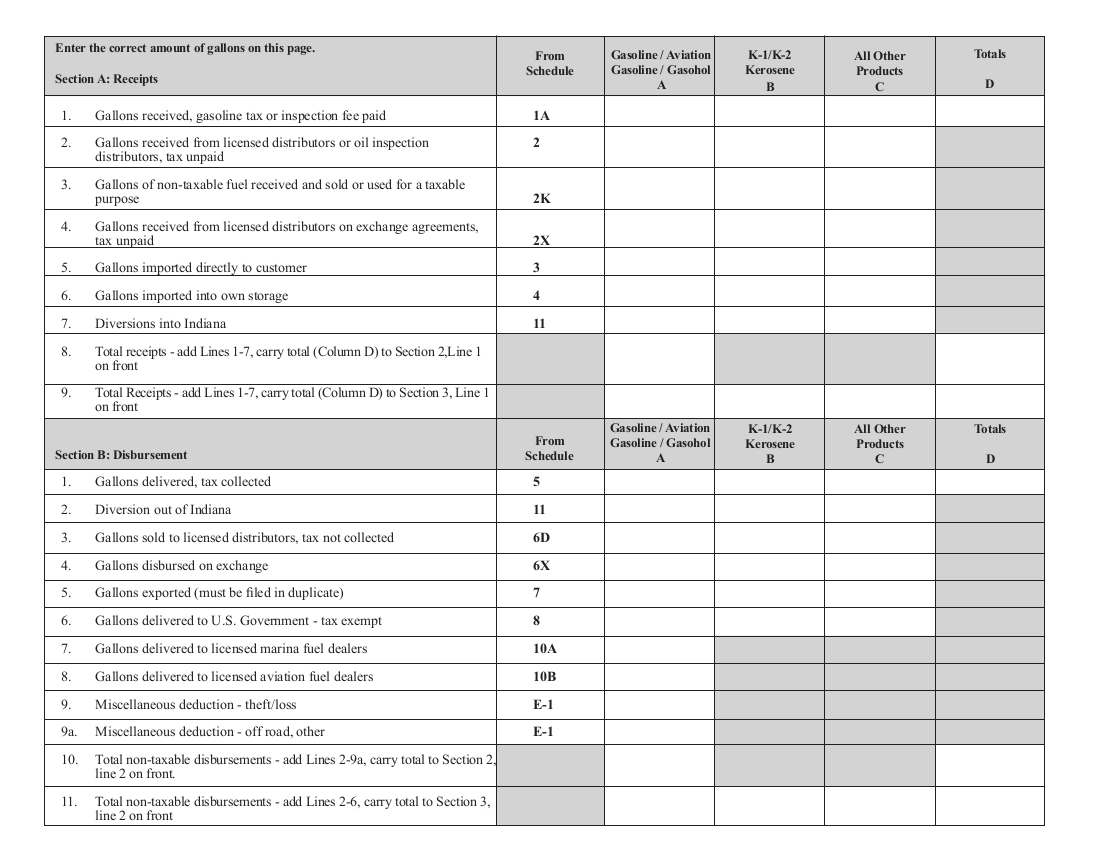 Enter the correct amount of gallons on this page.
Section A: Receipts
From
Schedule
Gasoline / Aviation
Gasoline / Gasohol
A
K-1/K-2
Kerosene
B
All Other
Products
C
Totals
D
1. Gallons received, gasoline tax or inspection fee paid 1A
2. Gallons received from licensed distributors or oil inspection 2
distributors, tax unpaid
3. Gallons of non-taxable fuel received and sold or used for a taxable
purpose 2K
4. Gallons received from licensed distributors on exchange agreements,
tax unpaid 2X
5. Gallons imported directly to customer 3
6. Gallons imported into own storage 4
7. Diversions into Indiana 11
8. Total receipts - add Lines 1-7, carry total (Column D) to Section 2,Line 1
on front
9. Total Receipts - add Lines 1-7, carry total (Column D) to Section 3, Line 1
on front
Section B: Disbursement
From
Schedule
Gasoline / Aviation
Gasoline / Gasohol
A
K-1/K-2
Kerosene
B
All Other
Products
C
Totals
D
1. Gallons delivered, tax collected 5
2. Diversion out of Indiana 11
3. Gallons sold to licensed distributors, tax not collected 6D
4. Gallons disbursed on exchange 6X
5. Gallons exported (must be filed in duplicate) 7
6. Gallons delivered to U.S. Government - tax exempt 8
7. Gallons delivered to licensed marina fuel dealers 10A
8. Gallons delivered to licensed aviation fuel dealers 10B
9. Miscellaneous deduction - theft/loss E-1
9a. Miscellaneous deduction - off road, other E-1
10. Total non-taxable disbursements - add Lines 2-9a, carry total to Section 2,
line 2 on front.
11. Total non-taxable disbursements - add Lines 2-6, carry total to Section 3,
line 2 on front